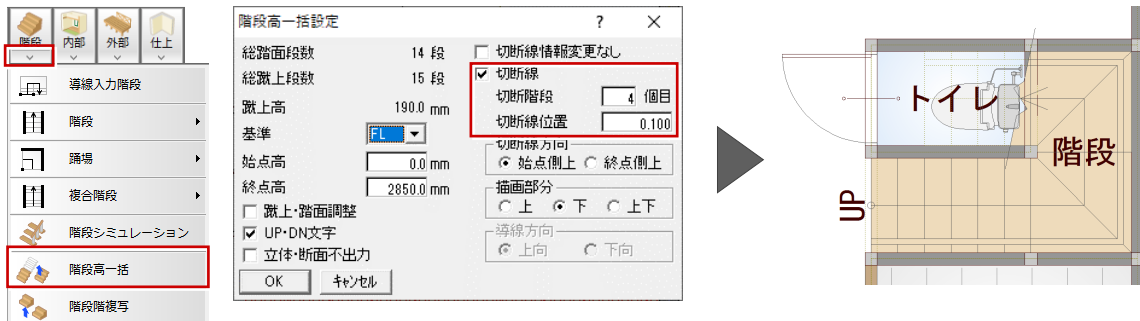 階段
内部
外部
仕上
導線入力階段
階段
踊場
複合階段
階段シミュレーション
階段高一括
階段階複写
階段高一括設定
?
総踏面段数 14 段
総蹴上段数 15 段
蹴上高 190.0 mm
基準 FL
始点高 0.0 mm
終点高 2850.0 mm
蹴上・踏面調整
UP・DN文字
立体・断面不出力
OK キャンセル
切断線情報変更なし
切断線
切断階段 4 個目
切断線位置 0.100
切断線方向
始点側上 終点側上
描画部分
上 下 上下
導線方向
上向 下向
トイレ
階段
UP